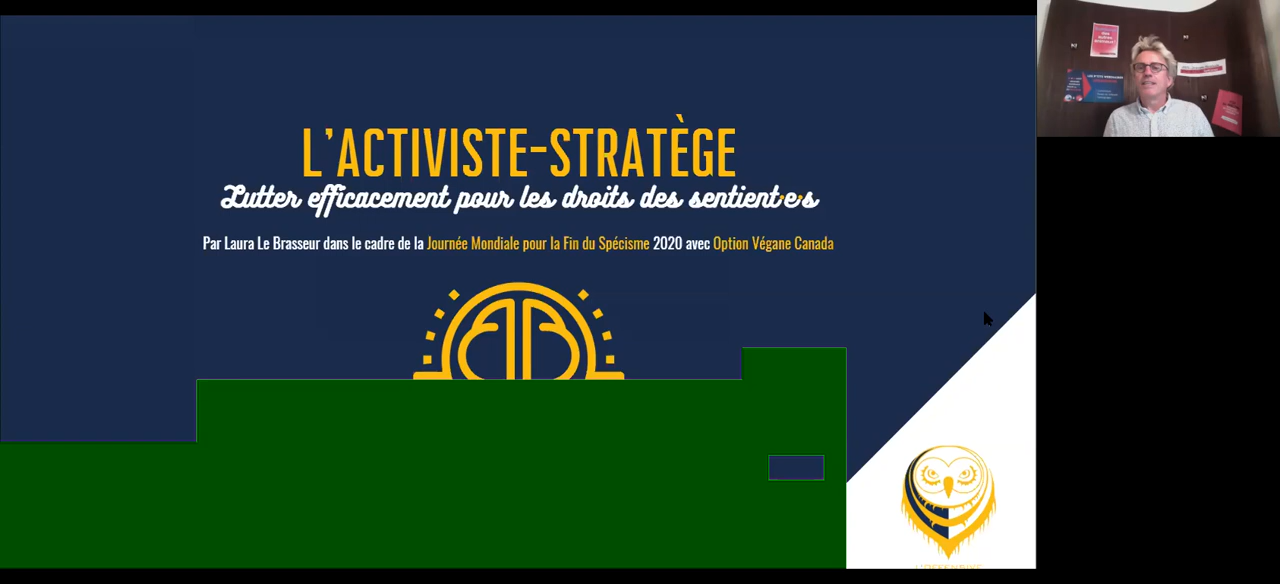 L'ACTIVISTE-STRATÈGE
Lutter efficacement pour les droits des sentient·e·s
Par Laura Le Brasseur dans le cadre de la Journée Mondiale pour la Fin du Spécisme 2020 avec Option Végane Canada